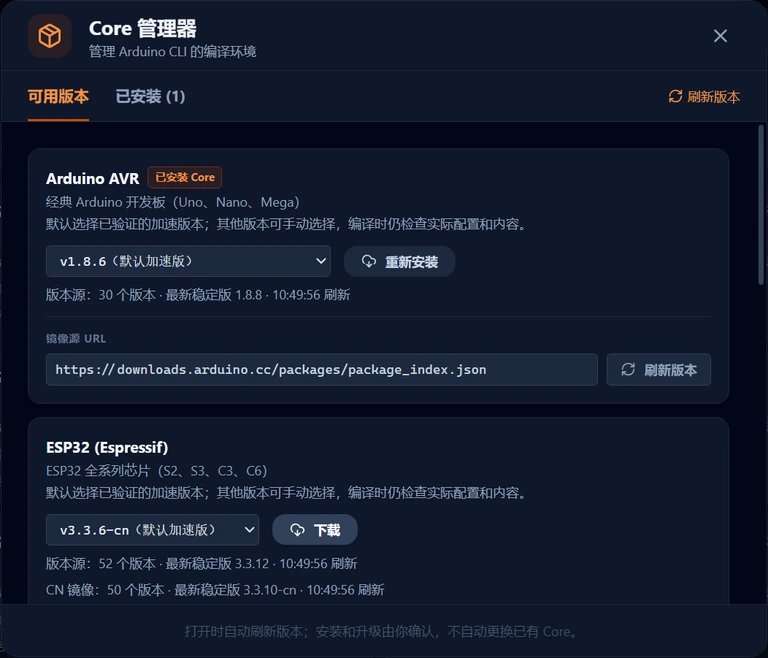 Core 管理器
管理 Arduino CLI 的编译环境
可用版本
已安装 (1)
刷新版本
Arduino AVR
已安装 Core
经典 Arduino 开发板（Uno、Nano、Mega）
默认选择已验证的加速版本；其他版本可手动选择，编译时仍检查实际配置和内容。
v1.8.6（默认加速版）
重新安装
版本源：30 个版本 · 最新稳定版 1.8.8 · 10:49:56 刷新
镜像源 URL
https://downloads.arduino.cc/packages/package_index.json
刷新版本
ESP32 (Espressif)
ESP32 全系列芯片（S2、S3、C3、C6）
默认选择已验证的加速版本；其他版本可手动选择，编译时仍检查实际配置和内容。
v3.3.6-cn（默认加速版）
下载
版本源：52 个版本 · 最新稳定版 3.3.12 · 10:49:56 刷新
CN 镜像：50 个版本 · 最新稳定版 3.3.10-cn · 10:49:56 刷新
打开时自动刷新版本；安装和升级由你确认，不自动更换已有 Core。